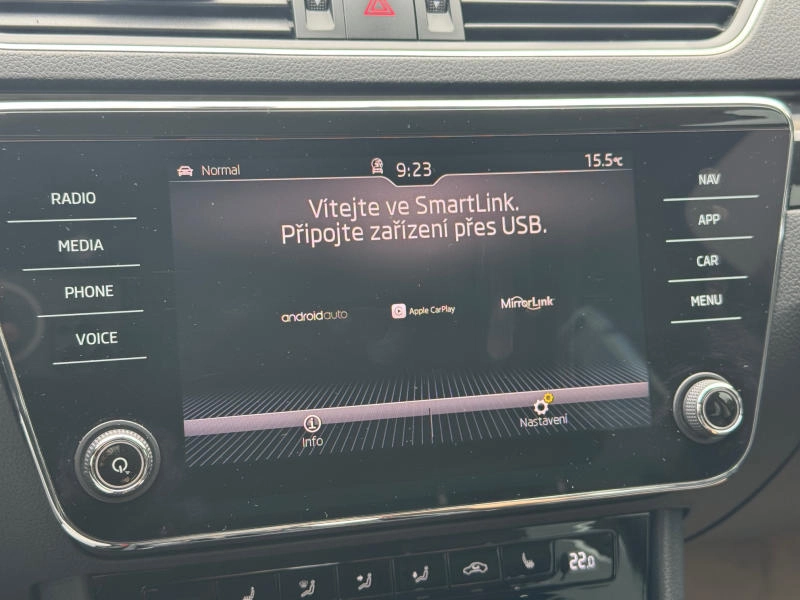 Normal
9:23
15.5°C
RADIO
MEDIA
PHONE
VOICE
NAV
APP
CAR
MENU
Vítejte ve SmartLink.
Připojte zařízení přes USB.
androidauto
Apple CarPlay
MirrorLink
Info
Nastavení
22.0